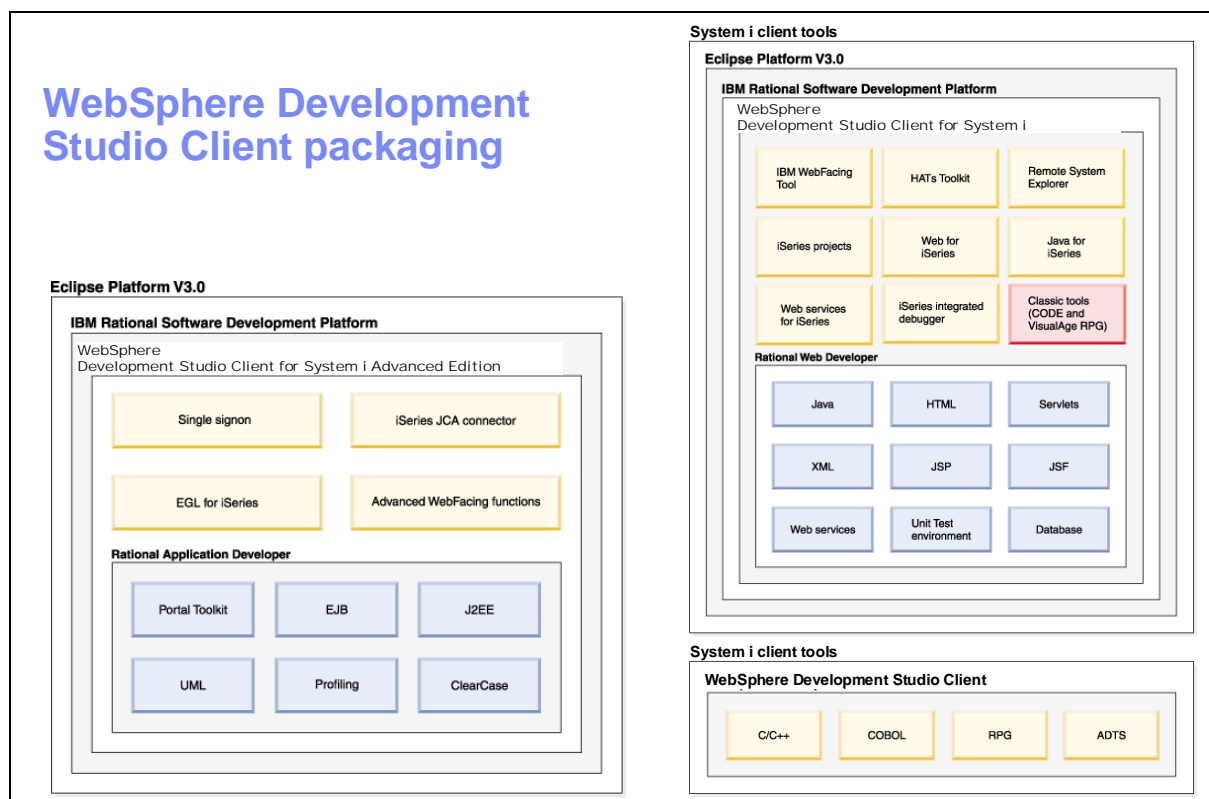 WebSphere Development
Studio Client packaging
Eclipse Platform V3.0
IBM Rational Software Development Platform
WebSphere
Development Studio Client for System i Advanced Edition
Single signon
iSeries JCA connector
EGL for iSeries
Advanced WebFacing functions
Rational Application Developer
Portal Toolkit
EJB
J2EE
UML
Profiling
ClearCase
System i client tools
Eclipse Platform V3.0
IBM Rational Software Development Platform
WebSphere
Development Studio Client for System i
IBM WebFacing
Tool
HATs Toolkit
Remote System
Explorer
iSeries projects
Web for
iSeries
Java for
iSeries
Web services
for iSeries
iSeries integrated
debugger
Classic tools
(CODE and
VisualAge RPG)
Rational Web Developer
Java
HTML
Servlets
XML
JSP
JSF
Web services
Unit Test
environment
Database
System i client tools
WebSphere Development Studio Client
C/C++
COBOL
RPG
ADTS